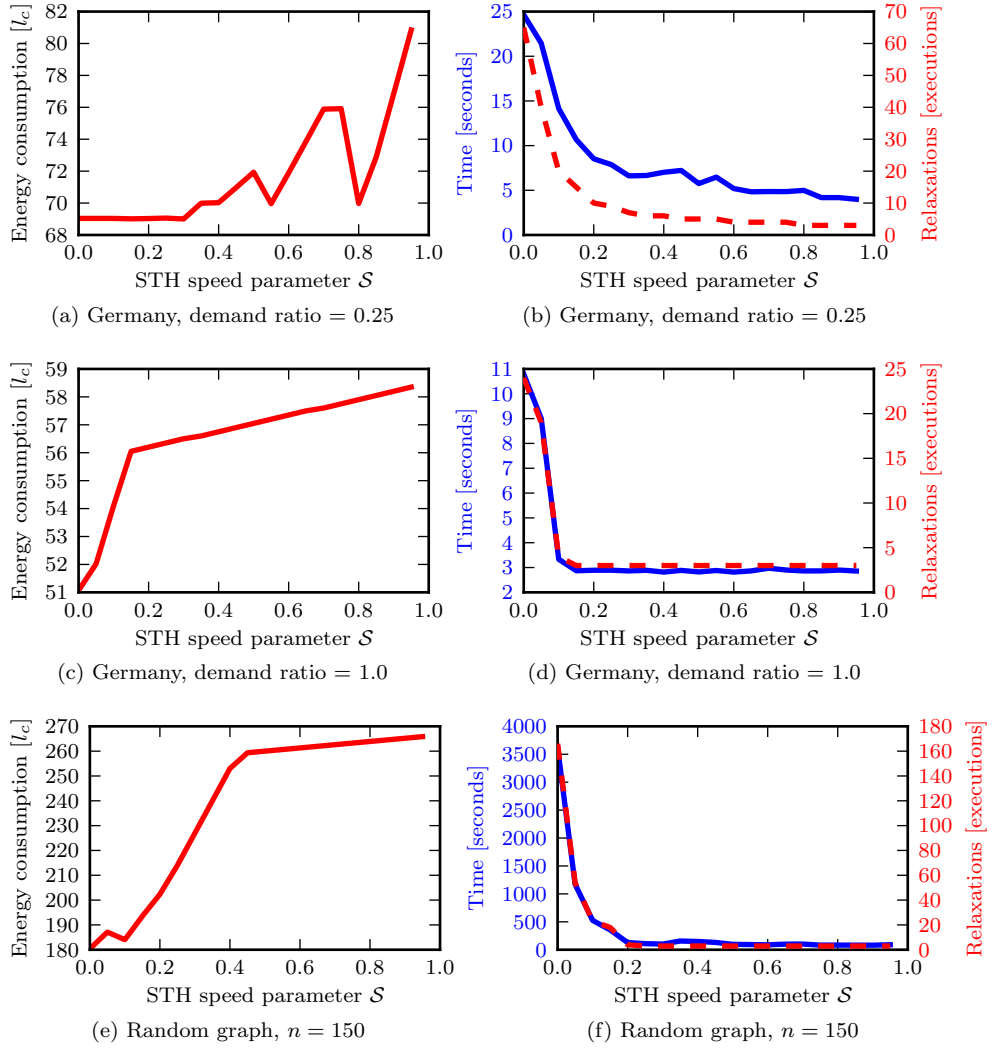 Energy consumption [l_c]
82
80
78
76
74
72
70
68
0.0 0.2 0.4 0.6 0.8 1.0
STH speed parameter S
(a) Germany, demand ratio = 0.25
Time [seconds]
25
20
15
10
5
0
0.0 0.2 0.4 0.6 0.8 1.0
70
60
50
40
30
20
10
0
Relaxations [executions]
STH speed parameter S
(b) Germany, demand ratio = 0.25
Energy consumption [l_c]
59
58
57
56
55
54
53
52
51
0.0 0.2 0.4 0.6 0.8 1.0
STH speed parameter S
(c) Germany, demand ratio = 1.0
Time [seconds]
11
10
9
8
7
6
5
4
3
2
0.0 0.2 0.4 0.6 0.8 1.0
25
20
15
10
5
0
Relaxations [executions]
STH speed parameter S
(d) Germany, demand ratio = 1.0
Energy consumption [l_c]
270
260
250
240
230
220
210
200
190
180
0.0 0.2 0.4 0.6 0.8 1.0
STH speed parameter S
(e) Random graph, n = 150
Time [seconds]
4000
3500
3000
2500
2000
1500
1000
500
0
0.0 0.2 0.4 0.6 0.8 1.0
180
160
140
120
100
80
60
40
20
0
Relaxations [executions]
STH speed parameter S
(f) Random graph, n = 150